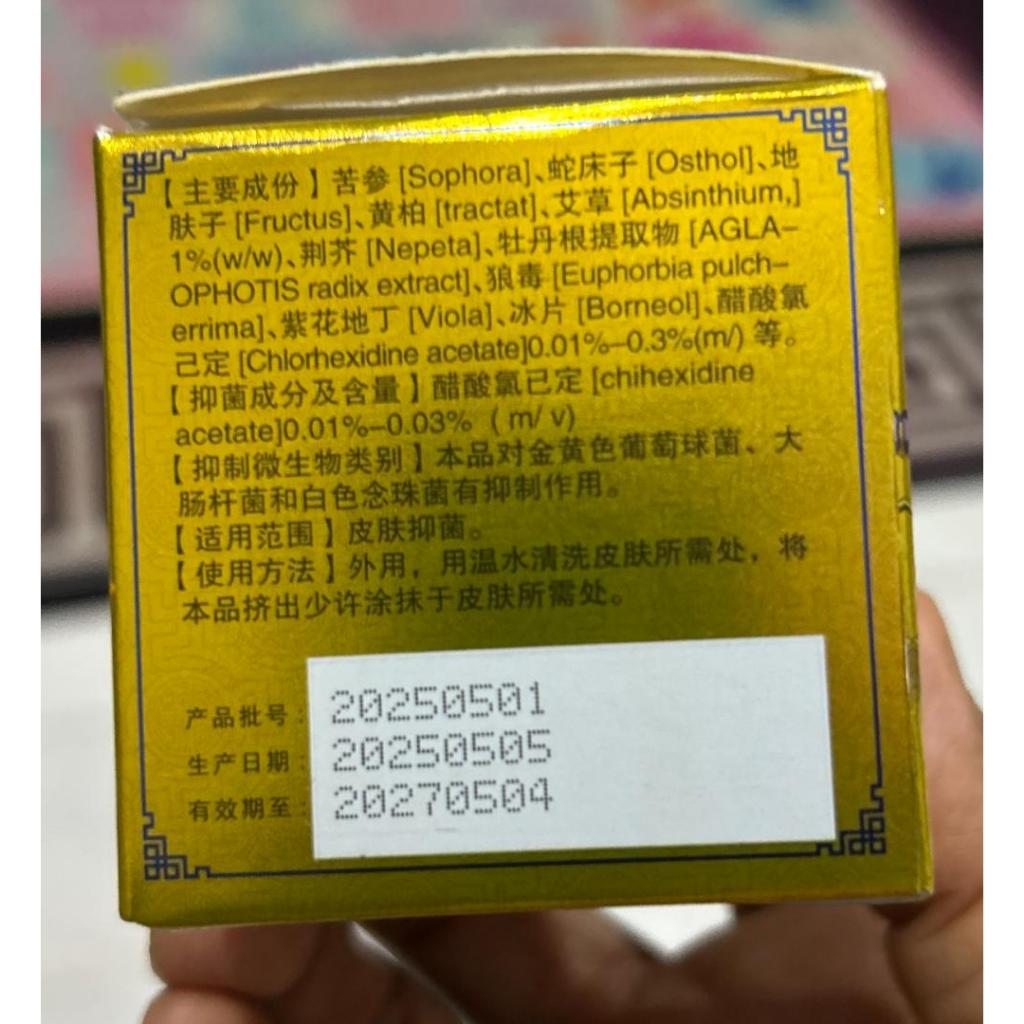 【主要成份】苦参 [Sophora]、蛇床子 [Osthol]、地
肤子 [Fructus]、黄柏 [tractat]、艾草 [Absinthium,]
1%(w/w)、荆芥 [Nepeta]、牡丹根提取物 [AGLA-
OPHOTIS radix extract]、狼毒 [Euphorbia pulch-
errima]、紫花地丁 [Viola]、冰片 [Borneol]、醋酸氯
己定 [Chlorhexidine acetate]0.01%-0.3%(m/) 等。
【抑菌成分及含量】醋酸氯已定 [chihexidine
acetate]0.01%-0.03% ( m/ v)
【抑制微生物类别】本品对金黄色葡萄球菌、大
肠杆菌和白色念珠菌有抑制作用。
【适用范围】皮肤抑菌。
【使用方法】外用，用温水清洗皮肤所需处，将
本品挤出少许涂抹于皮肤所需处。
产品批号：20250501
生产日期：20250505
有效期至：20270504